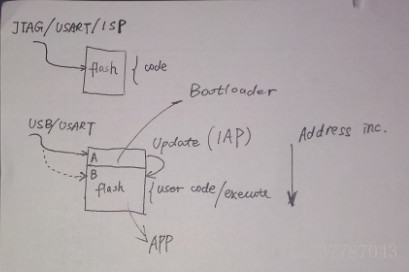 JTAG/USART/ISP
flash
code
Bootloader
USB/USART
Update (IAP)
Address inc.
A
B
flash
user code/execute
APP